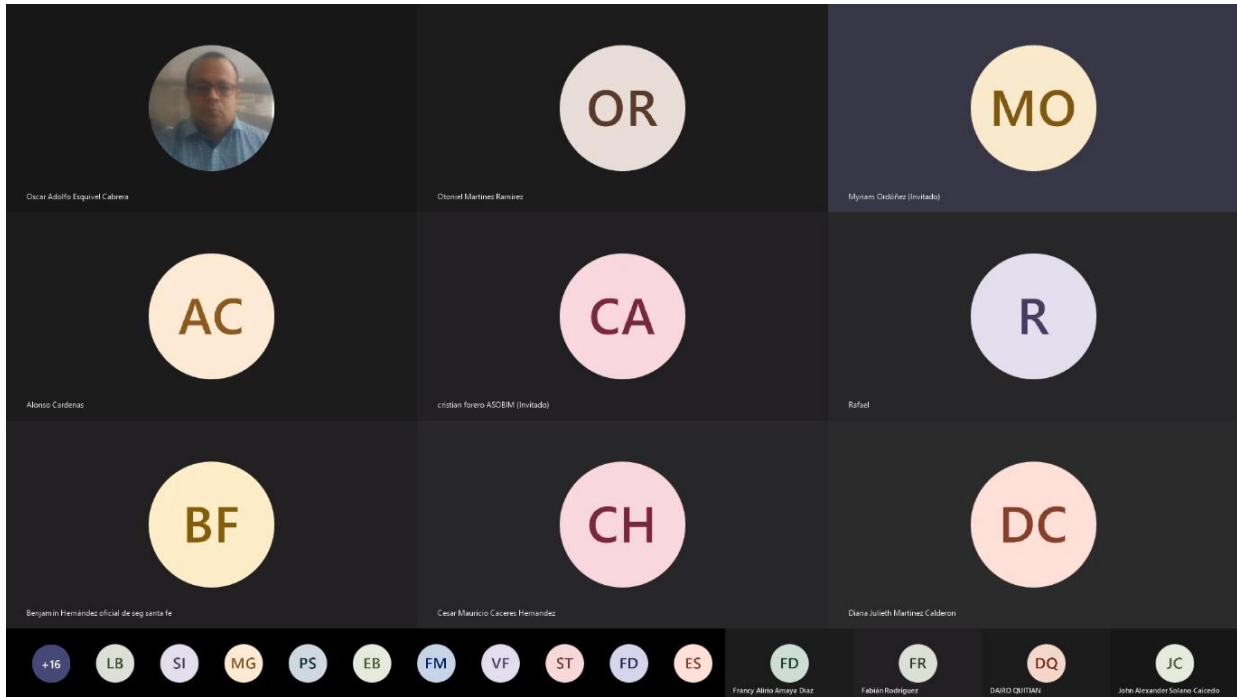 Oscar Adolfo Esquivel Cabrera
OR
Otoniel Martinez Ramirez
MO
Myriam Ordóñez (Invitado)
AC
Alonso Cardenas
CA
cristian forero ASOBIM (Invitado)
R
Rafael
BF
Benjamín Hernández oficial de seg santa fe
CH
Cesar Mauricio Caceres Hernandez
DC
Diana Julieth Martinez Calderon
+16
LB
SI
MG
PS
EB
FM
VF
ST
FD
ES
FD
Francy Alirio Amaya Diaz
FR
Fabián Rodríguez
DQ
DAIRO QUITIAN
JC
John Alexander Solano Caicedo